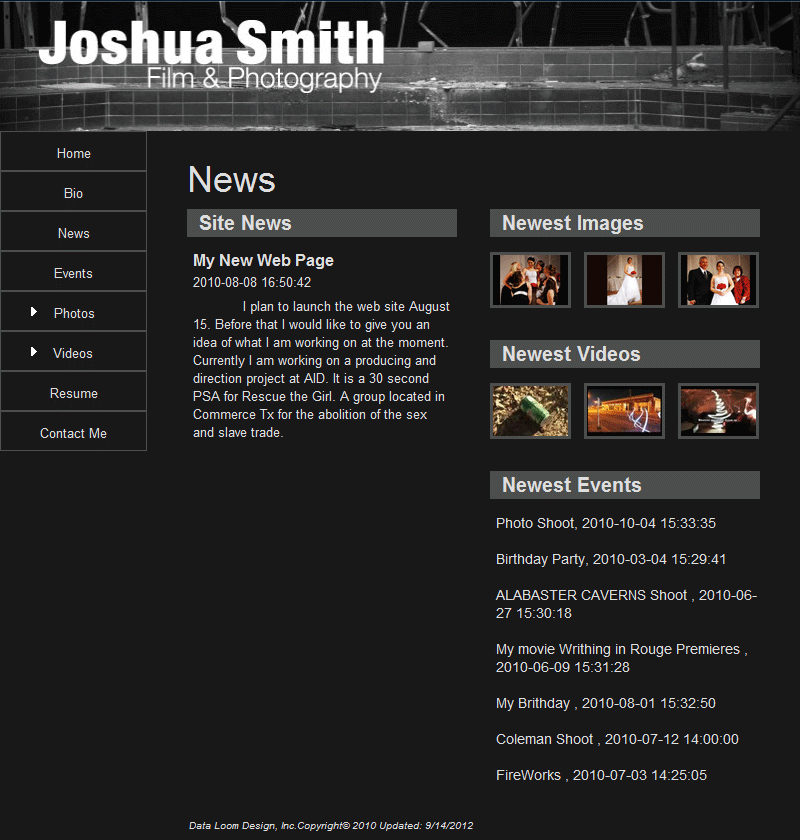 Joshua Smith
Film & Photography
Home
Bio
News
Events
Photos
Videos
Resume
Contact Me
News
Site News
My New Web Page
2010-08-08 16:50:42
I plan to launch the web site August
15. Before that I would like to give you an
idea of what I am working on at the moment.
Currently I am working on a producing and
direction project at AID. It is a 30 second
PSA for Rescue the Girl. A group located in
Commerce Tx for the abolition of the sex
and slave trade.
Newest Images
Newest Videos
Newest Events
Photo Shoot, 2010-10-04 15:33:35
Birthday Party, 2010-03-04 15:29:41
ALABASTER CAVERNS Shoot , 2010-06-
27 15:30:18
My movie Writhing in Rouge Premieres ,
2010-06-09 15:31:28
My Brithday , 2010-08-01 15:32:50
Coleman Shoot , 2010-07-12 14:00:00
FireWorks , 2010-07-03 14:25:05
Data Loom Design, Inc.Copyright© 2010 Updated: 9/14/2012